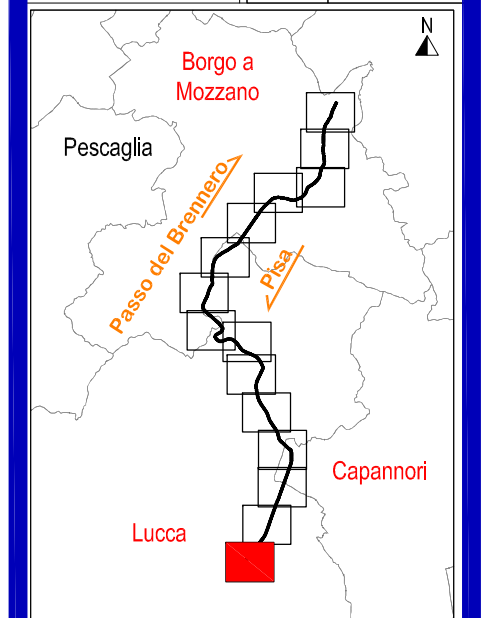 N
Borgo a
Mozzano
Pescaglia
Passo del Brennero
Pisa
Capannori
Lucca